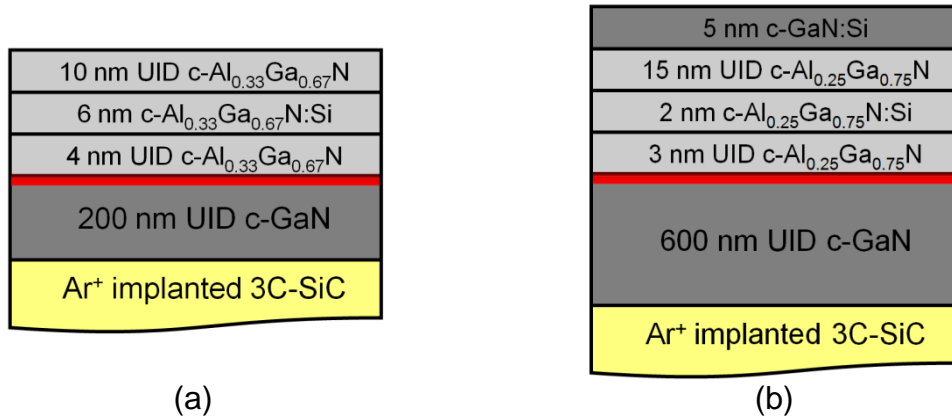 10 nm UID c-Al0.33Ga0.67N
6 nm c-Al0.33Ga0.67N:Si
4 nm UID c-Al0.33Ga0.67N
200 nm UID c-GaN
Ar+ implanted 3C-SiC
(a)
5 nm c-GaN:Si
15 nm UID c-Al0.25Ga0.75N
2 nm c-Al0.25Ga0.75N:Si
3 nm UID c-Al0.25Ga0.75N
600 nm UID c-GaN
Ar+ implanted 3C-SiC
(b)